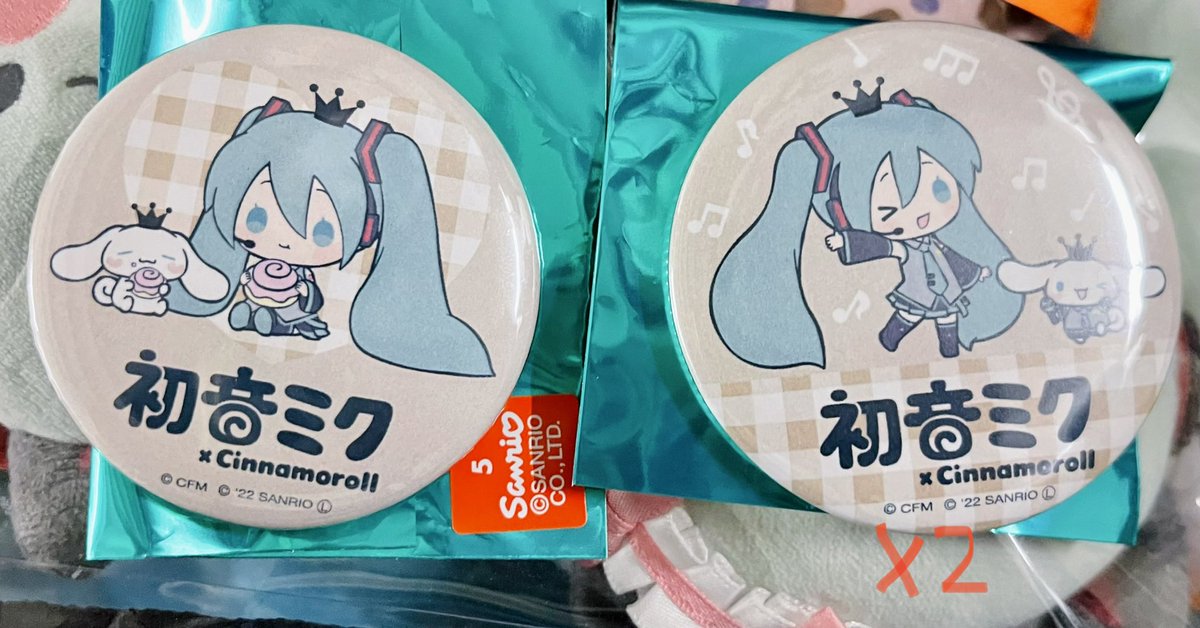 初音ミク
×Cinnamoroll
© CFM © '22 SANRIO Ⓛ
5
Sanrio
© SANRIO
CO., LTD.
初音ミク
×Cinnamoroll
© CFM © '22 SANRIO Ⓛ
X2